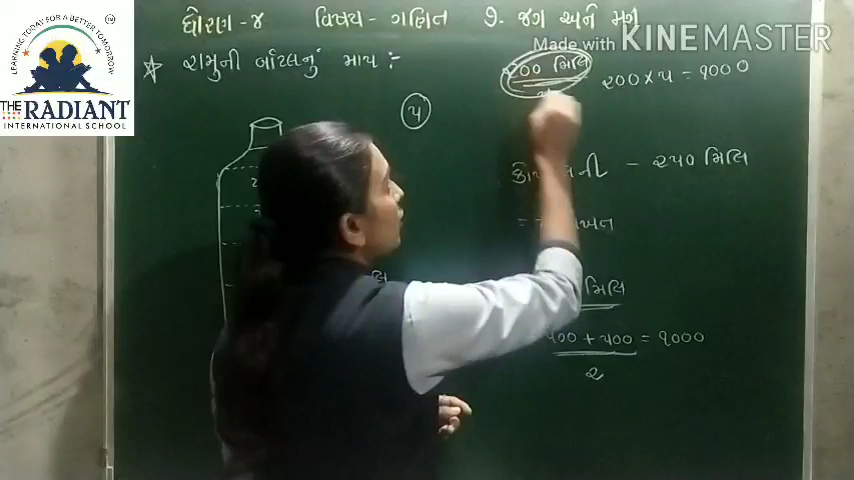 LEARNING TODAY FOR A BETTER TOMORROW
THE RADIANT
INTERNATIONAL SCHOOL
Made with KINEMASTER
ધોરણ - ૪ વિષય - ગણિત ૭. જગ અને મગ
રામુની બોટલનું માપ :-
૨૦૦ મિલિ
૨૦૦ × ૫ = ૧૦૦૦
૫
- ૨૫૦ મિલિ
મિલિ
૫૦૦ + ૫૦૦ = ૧૦૦૦
૨